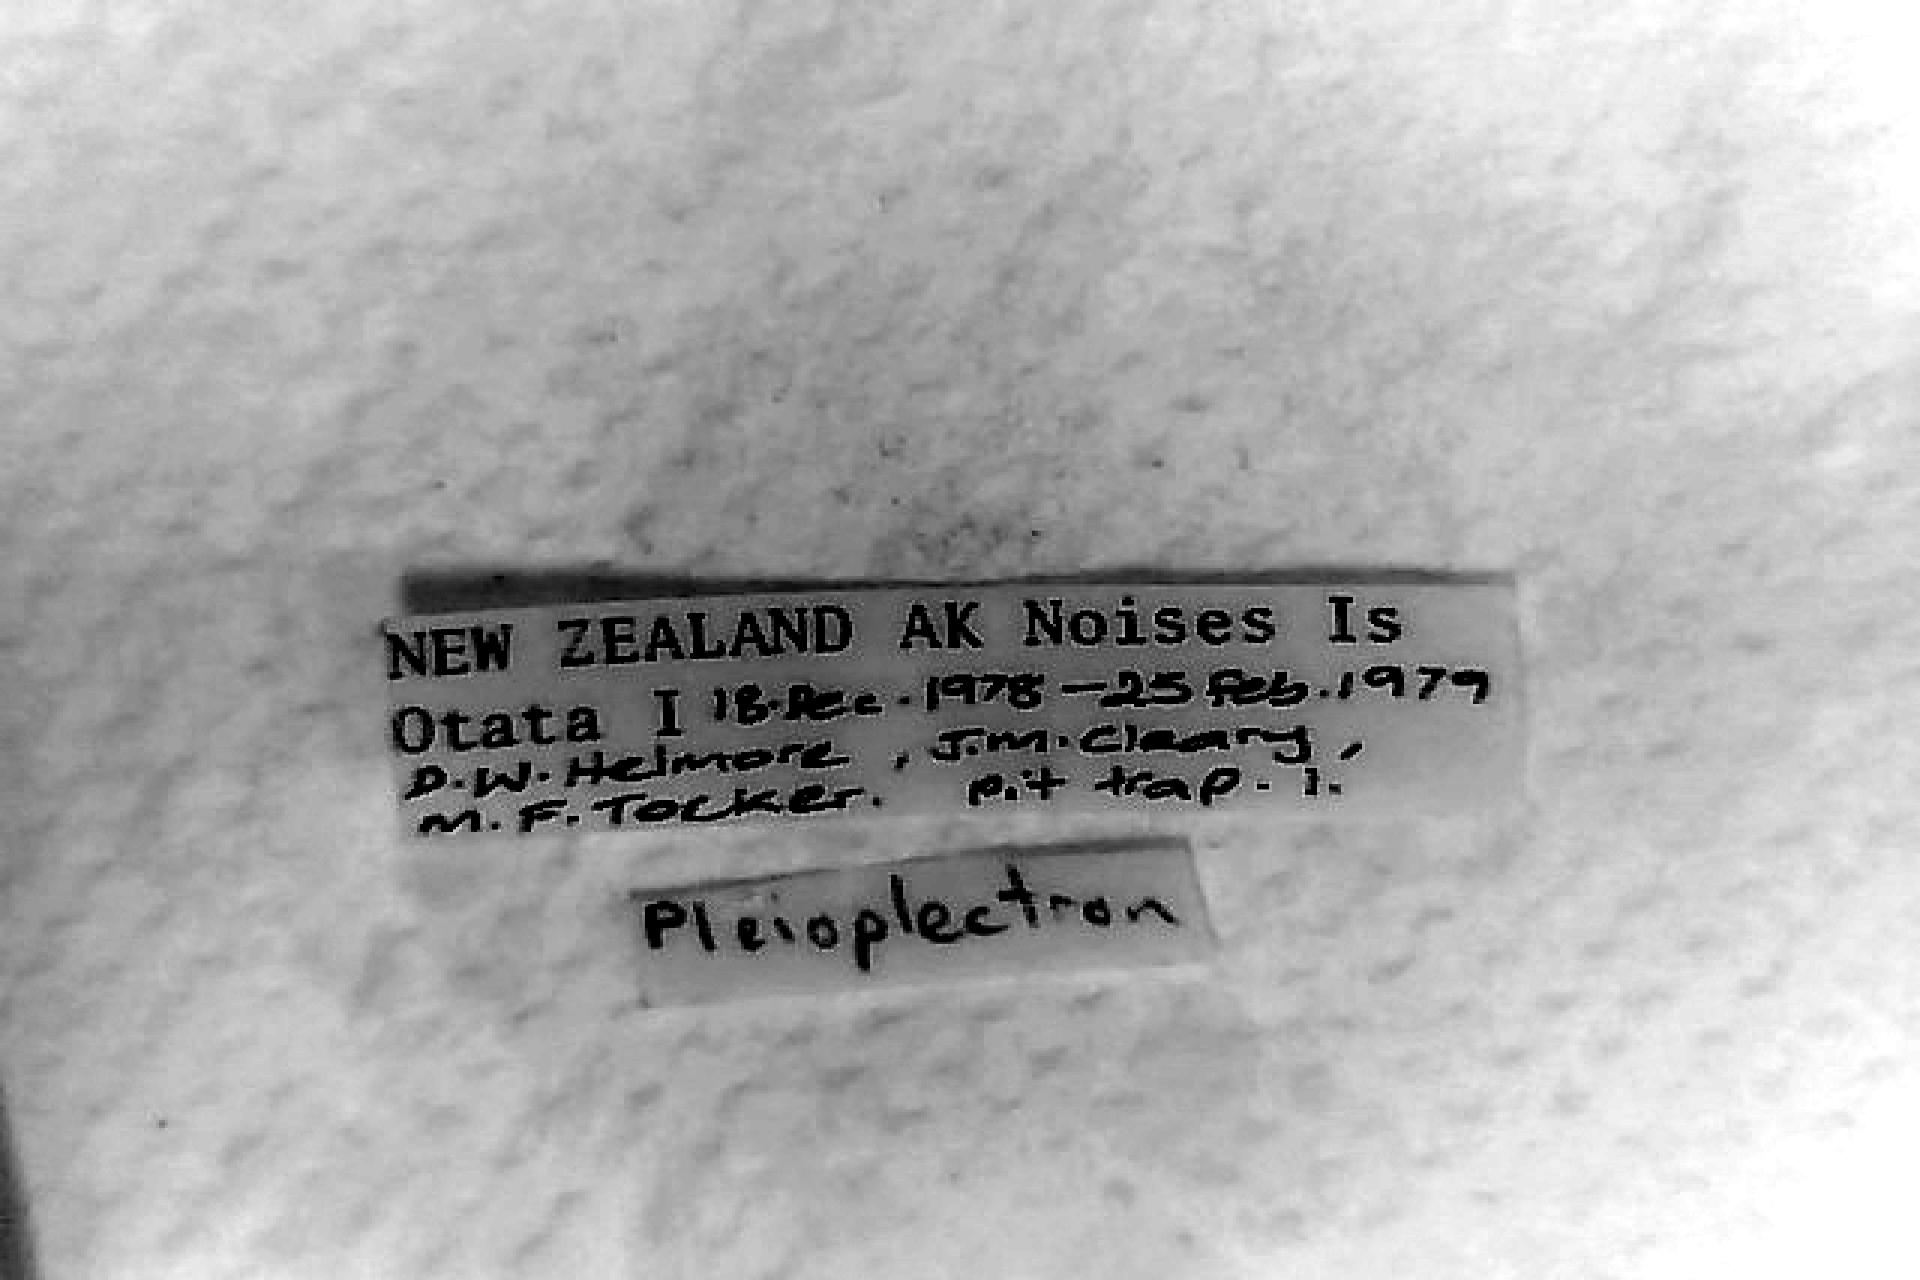 NEW ZEALAND AK Noises Is
Otata I 18.Dec.1978-25 Feb.1979
D.W. Helmore, J.M. Cleary,
M.F. Tocker. pit trap - 1.
Pleioplectron